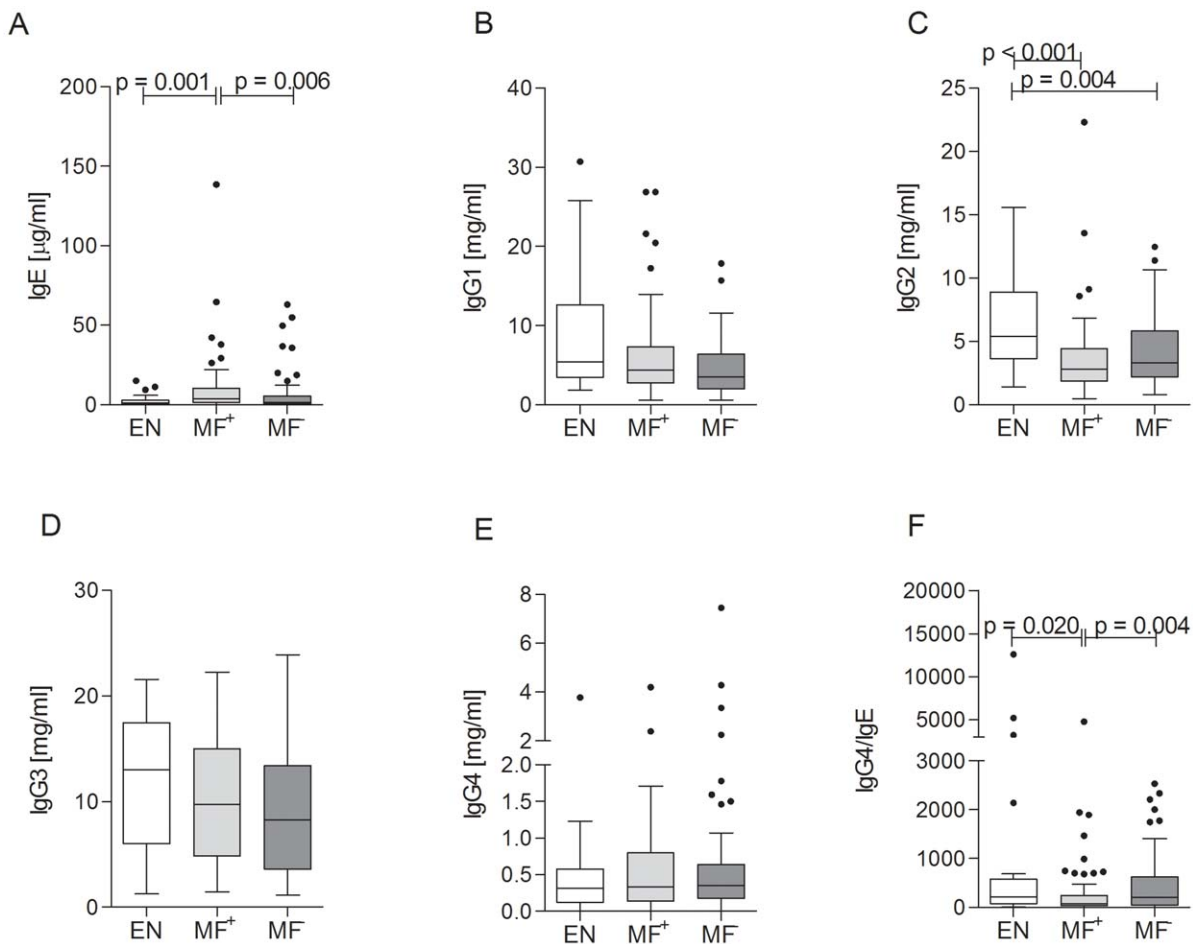 A
B
C
p = 0.001 p = 0.006
200
150
100
50
0
IgE [µg/ml]
EN MF+ MF-
40
30
20
10
0
IgG1 [mg/ml]
EN MF+ MF-
p < 0.001
p = 0.004
25
20
15
10
5
0
IgG2 [mg/ml]
EN MF+ MF-
D
E
F
30
20
10
0
IgG3 [mg/ml]
EN MF+ MF-
8
6
4
2
2.0
1.5
1.0
0.5
0.0
IgG4 [mg/ml]
EN MF+ MF-
20000
15000
10000
5000
3000
2000
1000
0
p = 0.020 p = 0.004
IgG4/IgE
EN MF+ MF-